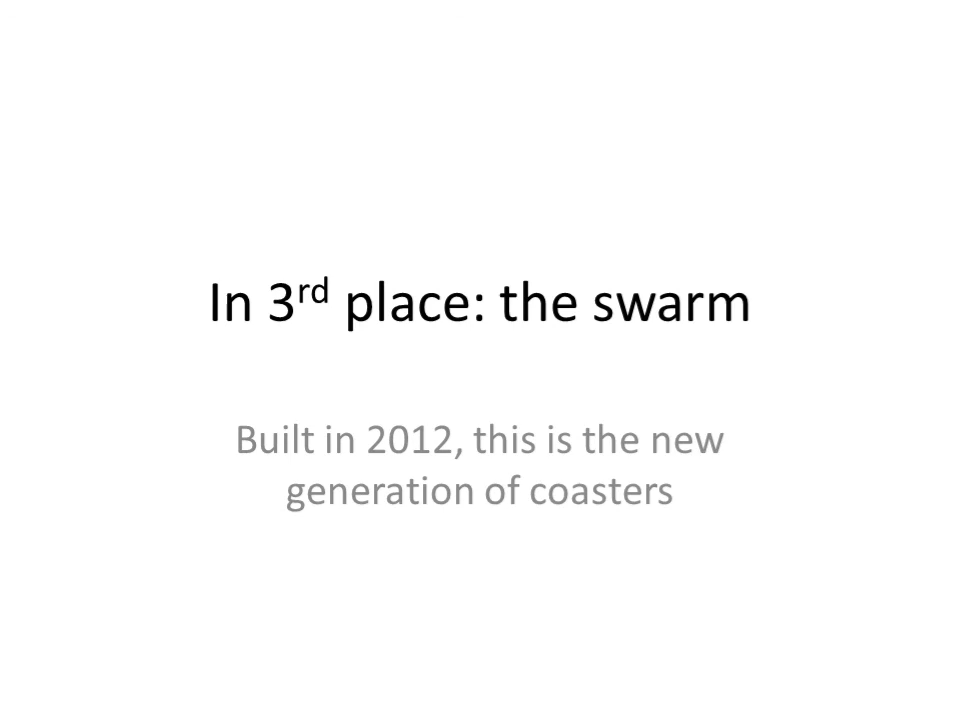 In 3rd place: the swarm
Built in 2012, this is the new
generation of coasters